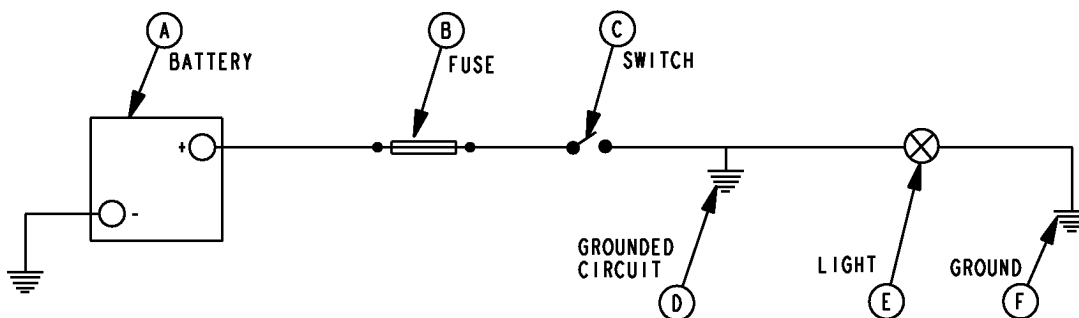 A
BATTERY
B
FUSE
C
SWITCH
+
-
GROUNDED
CIRCUIT
D
LIGHT
E
GROUND
F